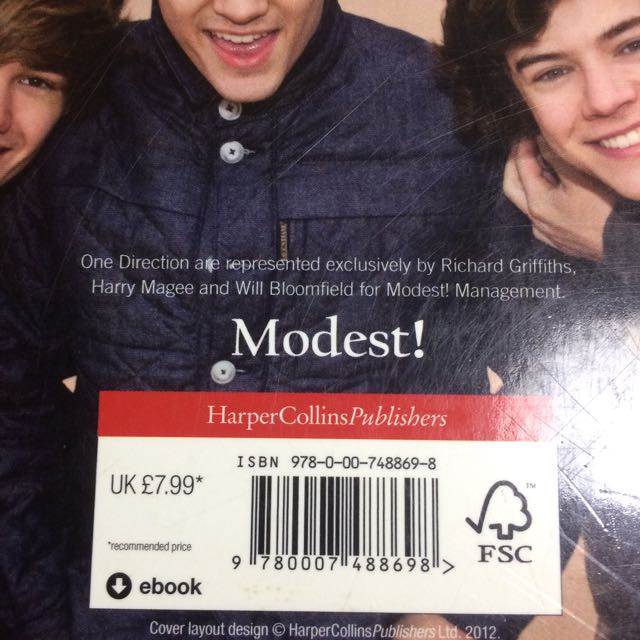 One Direction are represented exclusively by Richard Griffiths,
Harry Magee and Will Bloomfield for Modest! Management.
Modest!
HarperCollinsPublishers
ISBN 978-0-00-748869-8
UK £7.99*
*recommended price
9 780007 488698 >
ebook
™
FSC
Cover layout design © HarperCollinsPublishers Ltd. 2012.